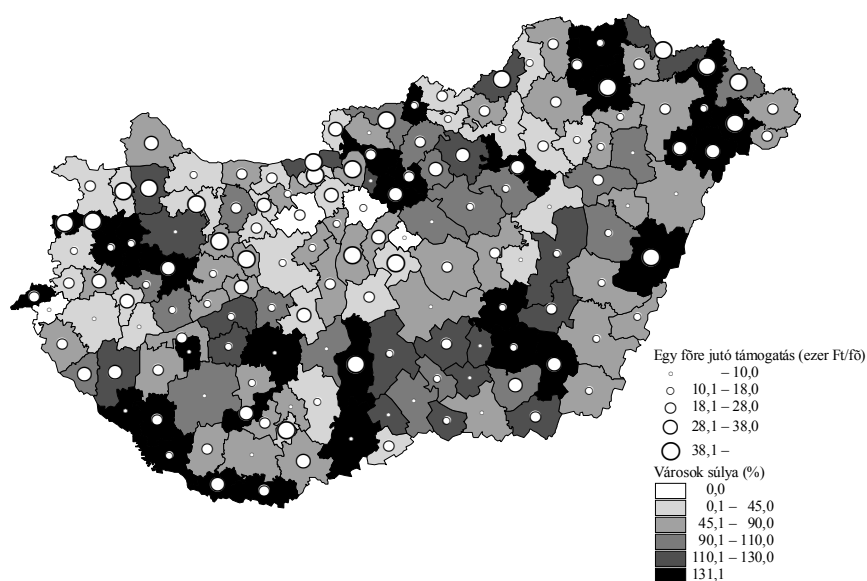 Egy főre jutó támogatás (ezer Ft/fő)
– 10,0
10,1 – 18,0
18,1 – 28,0
28,1 – 38,0
38,1 –
Városok súlya (%)
0,0
0,1 – 45,0
45,1 – 90,0
90,1 – 110,0
110,1 – 130,0
131,1